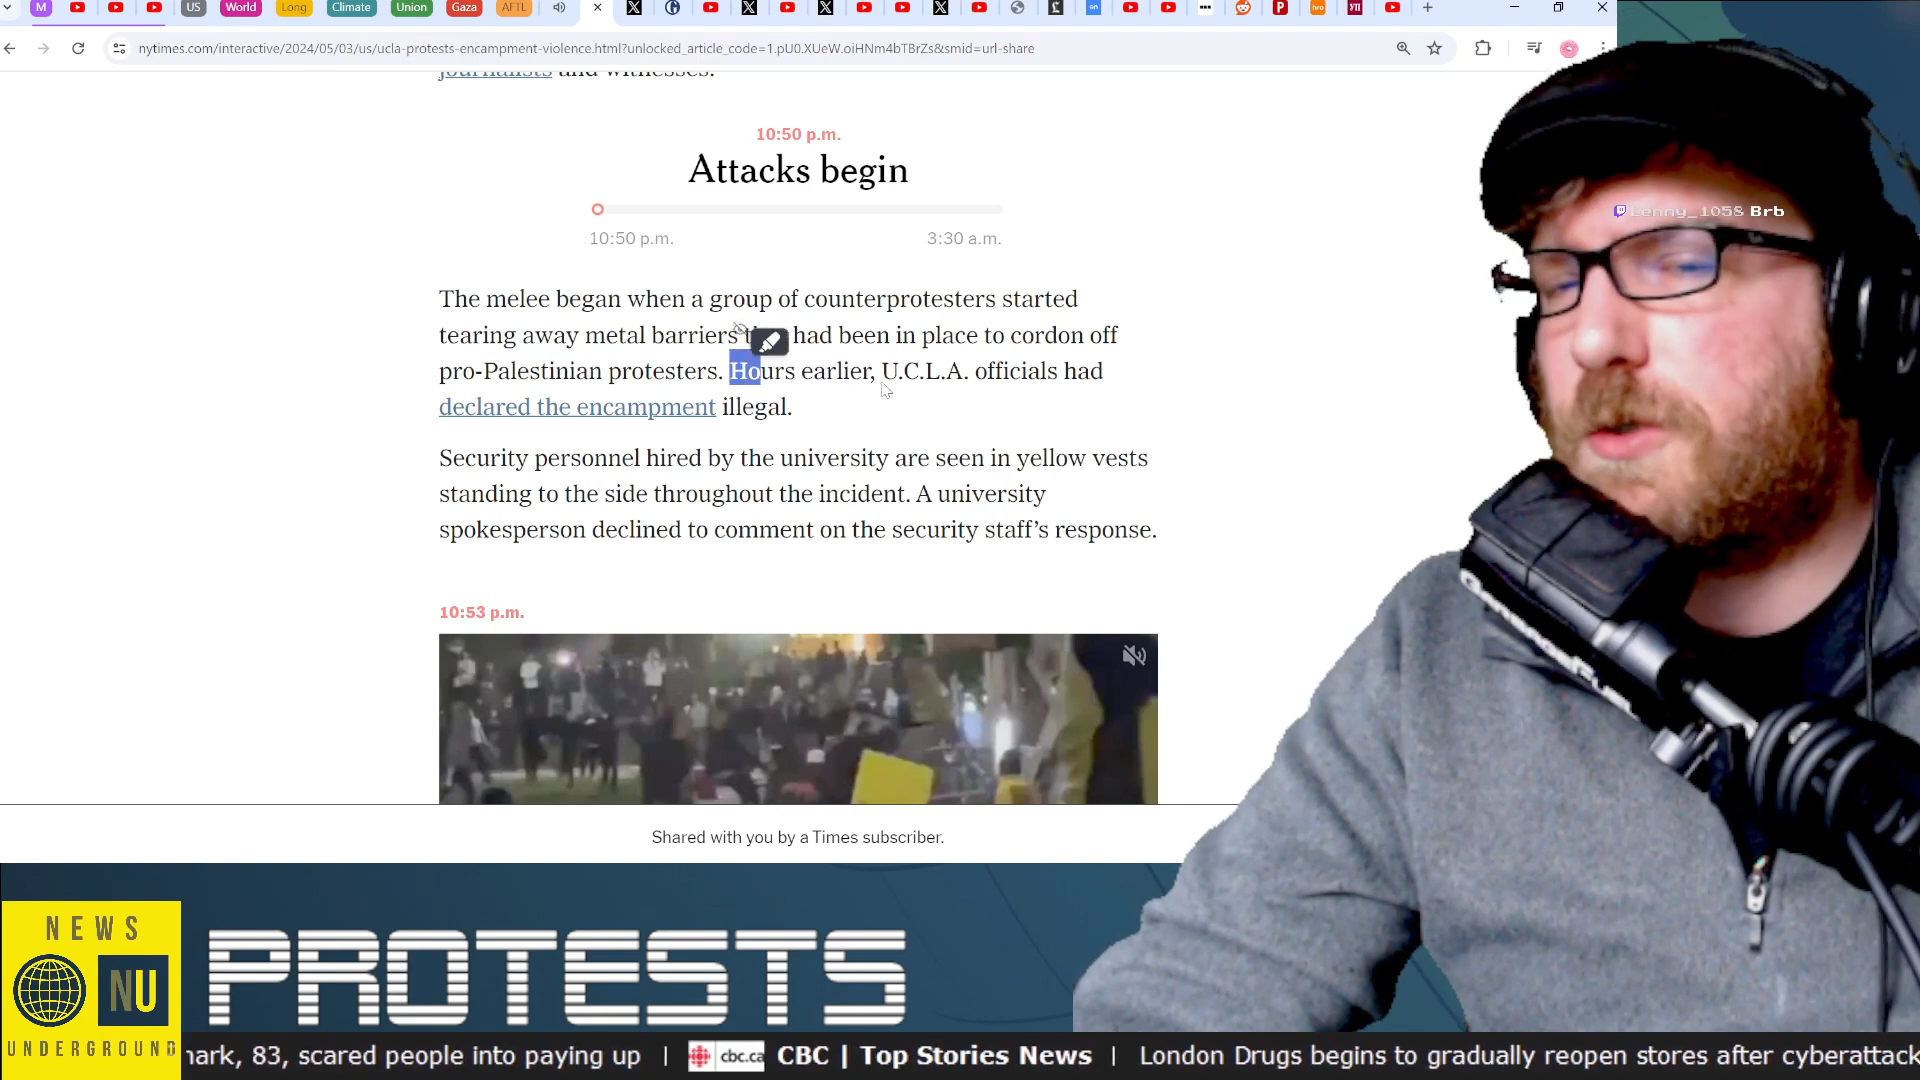 M
US
World
Long
Climate
Union
Gaza
AFTL
nytimes.com/interactive/2024/05/03/us/ucla-protests-encampment-violence.html?unlocked_article_code=1.pU0.XUeW.oiHNm4bTBrZs&smid=url-share
journalists and witnesses.
10:50 p.m.
Attacks begin
10:50 p.m.
3:30 a.m.
Lenny_1058 Brb
The melee began when a group of counterprotesters started
tearing away metal barriers had been in place to cordon off
pro-Palestinian protesters. Hours earlier, U.C.L.A. officials had
declared the encampment illegal.
Security personnel hired by the university are seen in yellow vests
standing to the side throughout the incident. A university
spokesperson declined to comment on the security staff’s response.
10:53 p.m.
Shared with you by a Times subscriber.
NEWS
NU
UNDERGROUND
PROTESTS
hark, 83, scared people into paying up | cbc.ca CBC | Top Stories News | London Drugs begins to gradually reopen stores after cyberattack